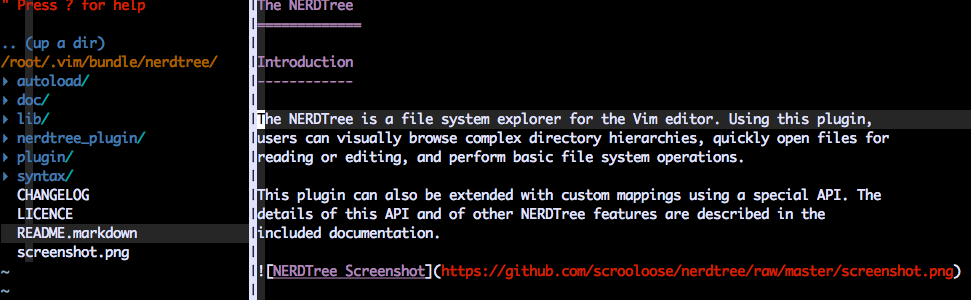 " Press ? for help
.. (up a dir)
/root/.vim/bundle/nerdtree/
▸ autoload/
▸ doc/
▸ lib/
▸ nerdtree_plugin/
▸ plugin/
▸ syntax/
CHANGELOG
LICENCE
README.markdown
screenshot.png
~
~
The NERDTree
=============
Introduction
------------
The NERDTree is a file system explorer for the Vim editor. Using this plugin,
users can visually browse complex directory hierarchies, quickly open files for
reading or editing, and perform basic file system operations.
This plugin can also be extended with custom mappings using a special API. The
details of this API and of other NERDTree features are described in the
included documentation.
![NERDTree Screenshot](https://github.com/scrooloose/nerdtree/raw/master/screenshot.png)